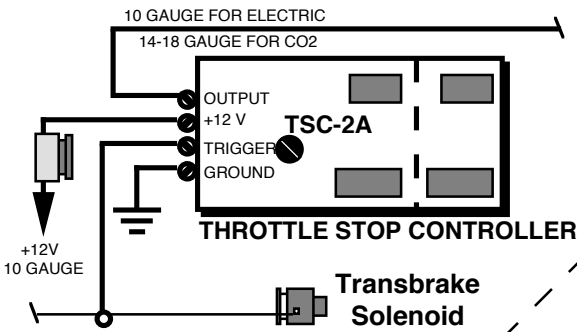 10 GAUGE FOR ELECTRIC
14-18 GAUGE FOR CO2
OUTPUT
+12 V
TSC-2A
TRIGGER
GROUND
THROTTLE STOP CONTROLLER
+12V
10 GAUGE
Transbrake
Solenoid